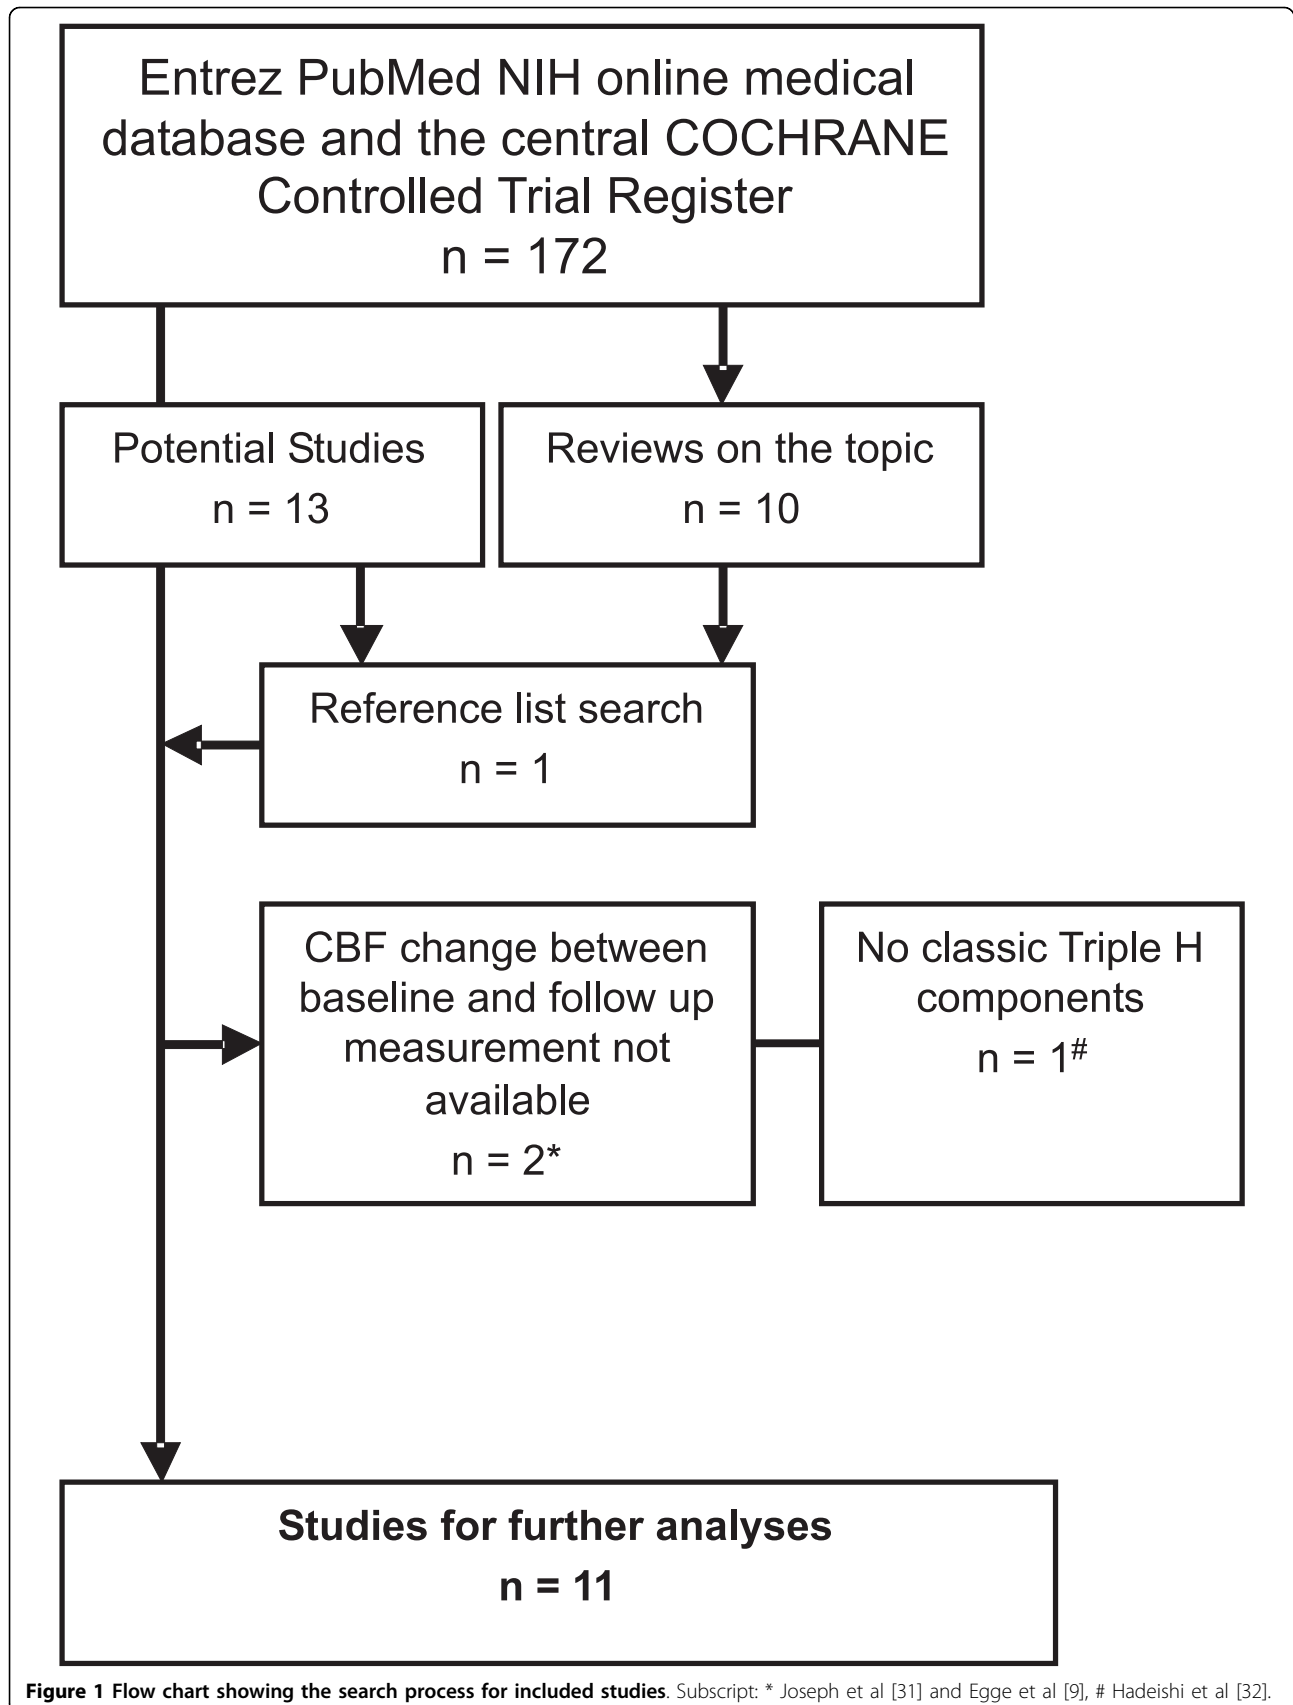 Entrez PubMed NIH online medical
database and the central COCHRANE
Controlled Trial Register
n = 172
Potential Studies
n = 13
Reviews on the topic
n = 10
Reference list search
n = 1
CBF change between
baseline and follow up
measurement not
available
n = 2*
No classic Triple H
components
n = 1#
Studies for further analyses
n = 11
Figure 1 Flow chart showing the search process for included studies. Subscript: * Joseph et al [31] and Egge et al [9], # Hadeishi et al [32].